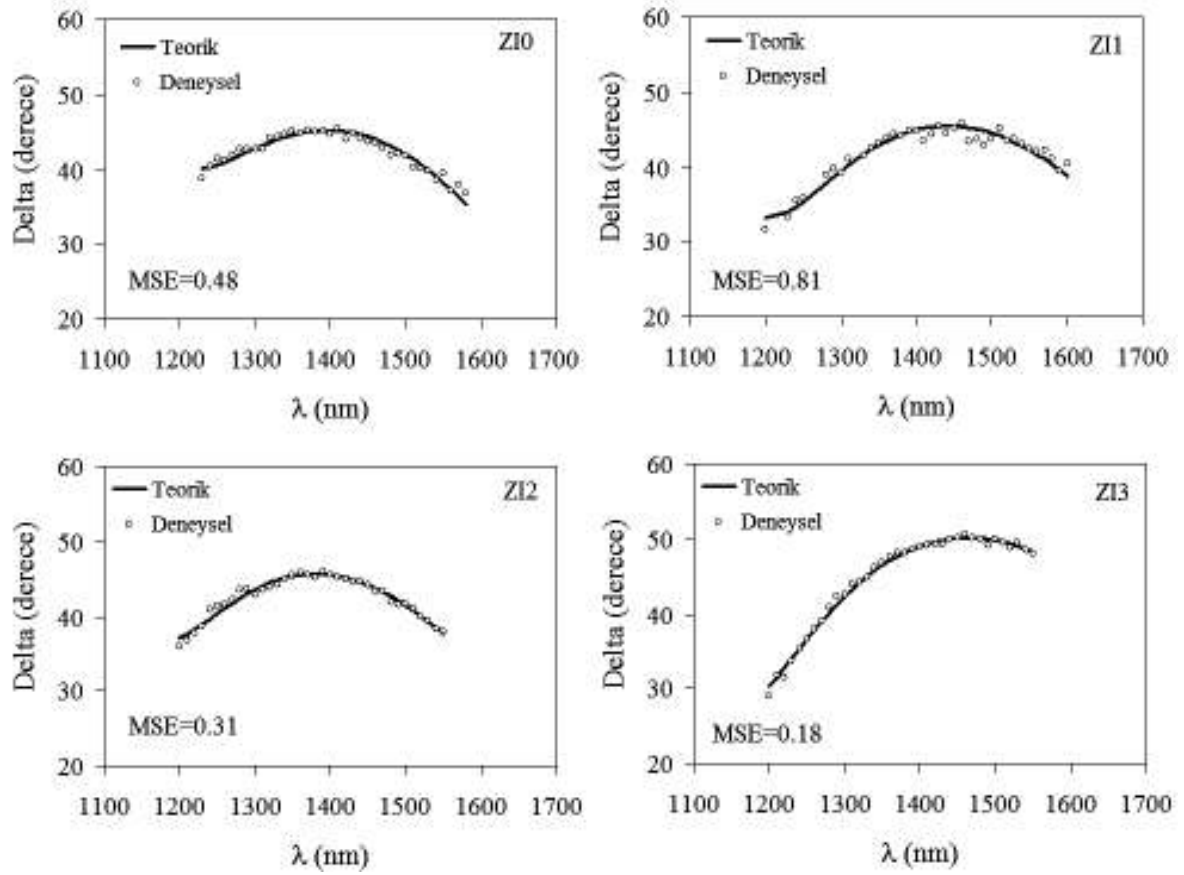 60
ZI0
Teorik
Deneysel
50
40
30
20
Delta (derece)
MSE=0.48
1100 1200 1300 1400 1500 1600 1700
λ (nm)
60
ZI1
Teorik
Deneysel
50
40
30
20
Delta (derece)
MSE=0.81
1100 1200 1300 1400 1500 1600 1700
λ (nm)
60
ZI2
Teorik
Deneysel
50
40
30
20
Delta (derece)
MSE=0.31
1100 1200 1300 1400 1500 1600 1700
λ (nm)
60
ZI3
Teorik
Deneysel
50
40
30
20
Delta (derece)
MSE=0.18
1100 1200 1300 1400 1500 1600 1700
λ (nm)